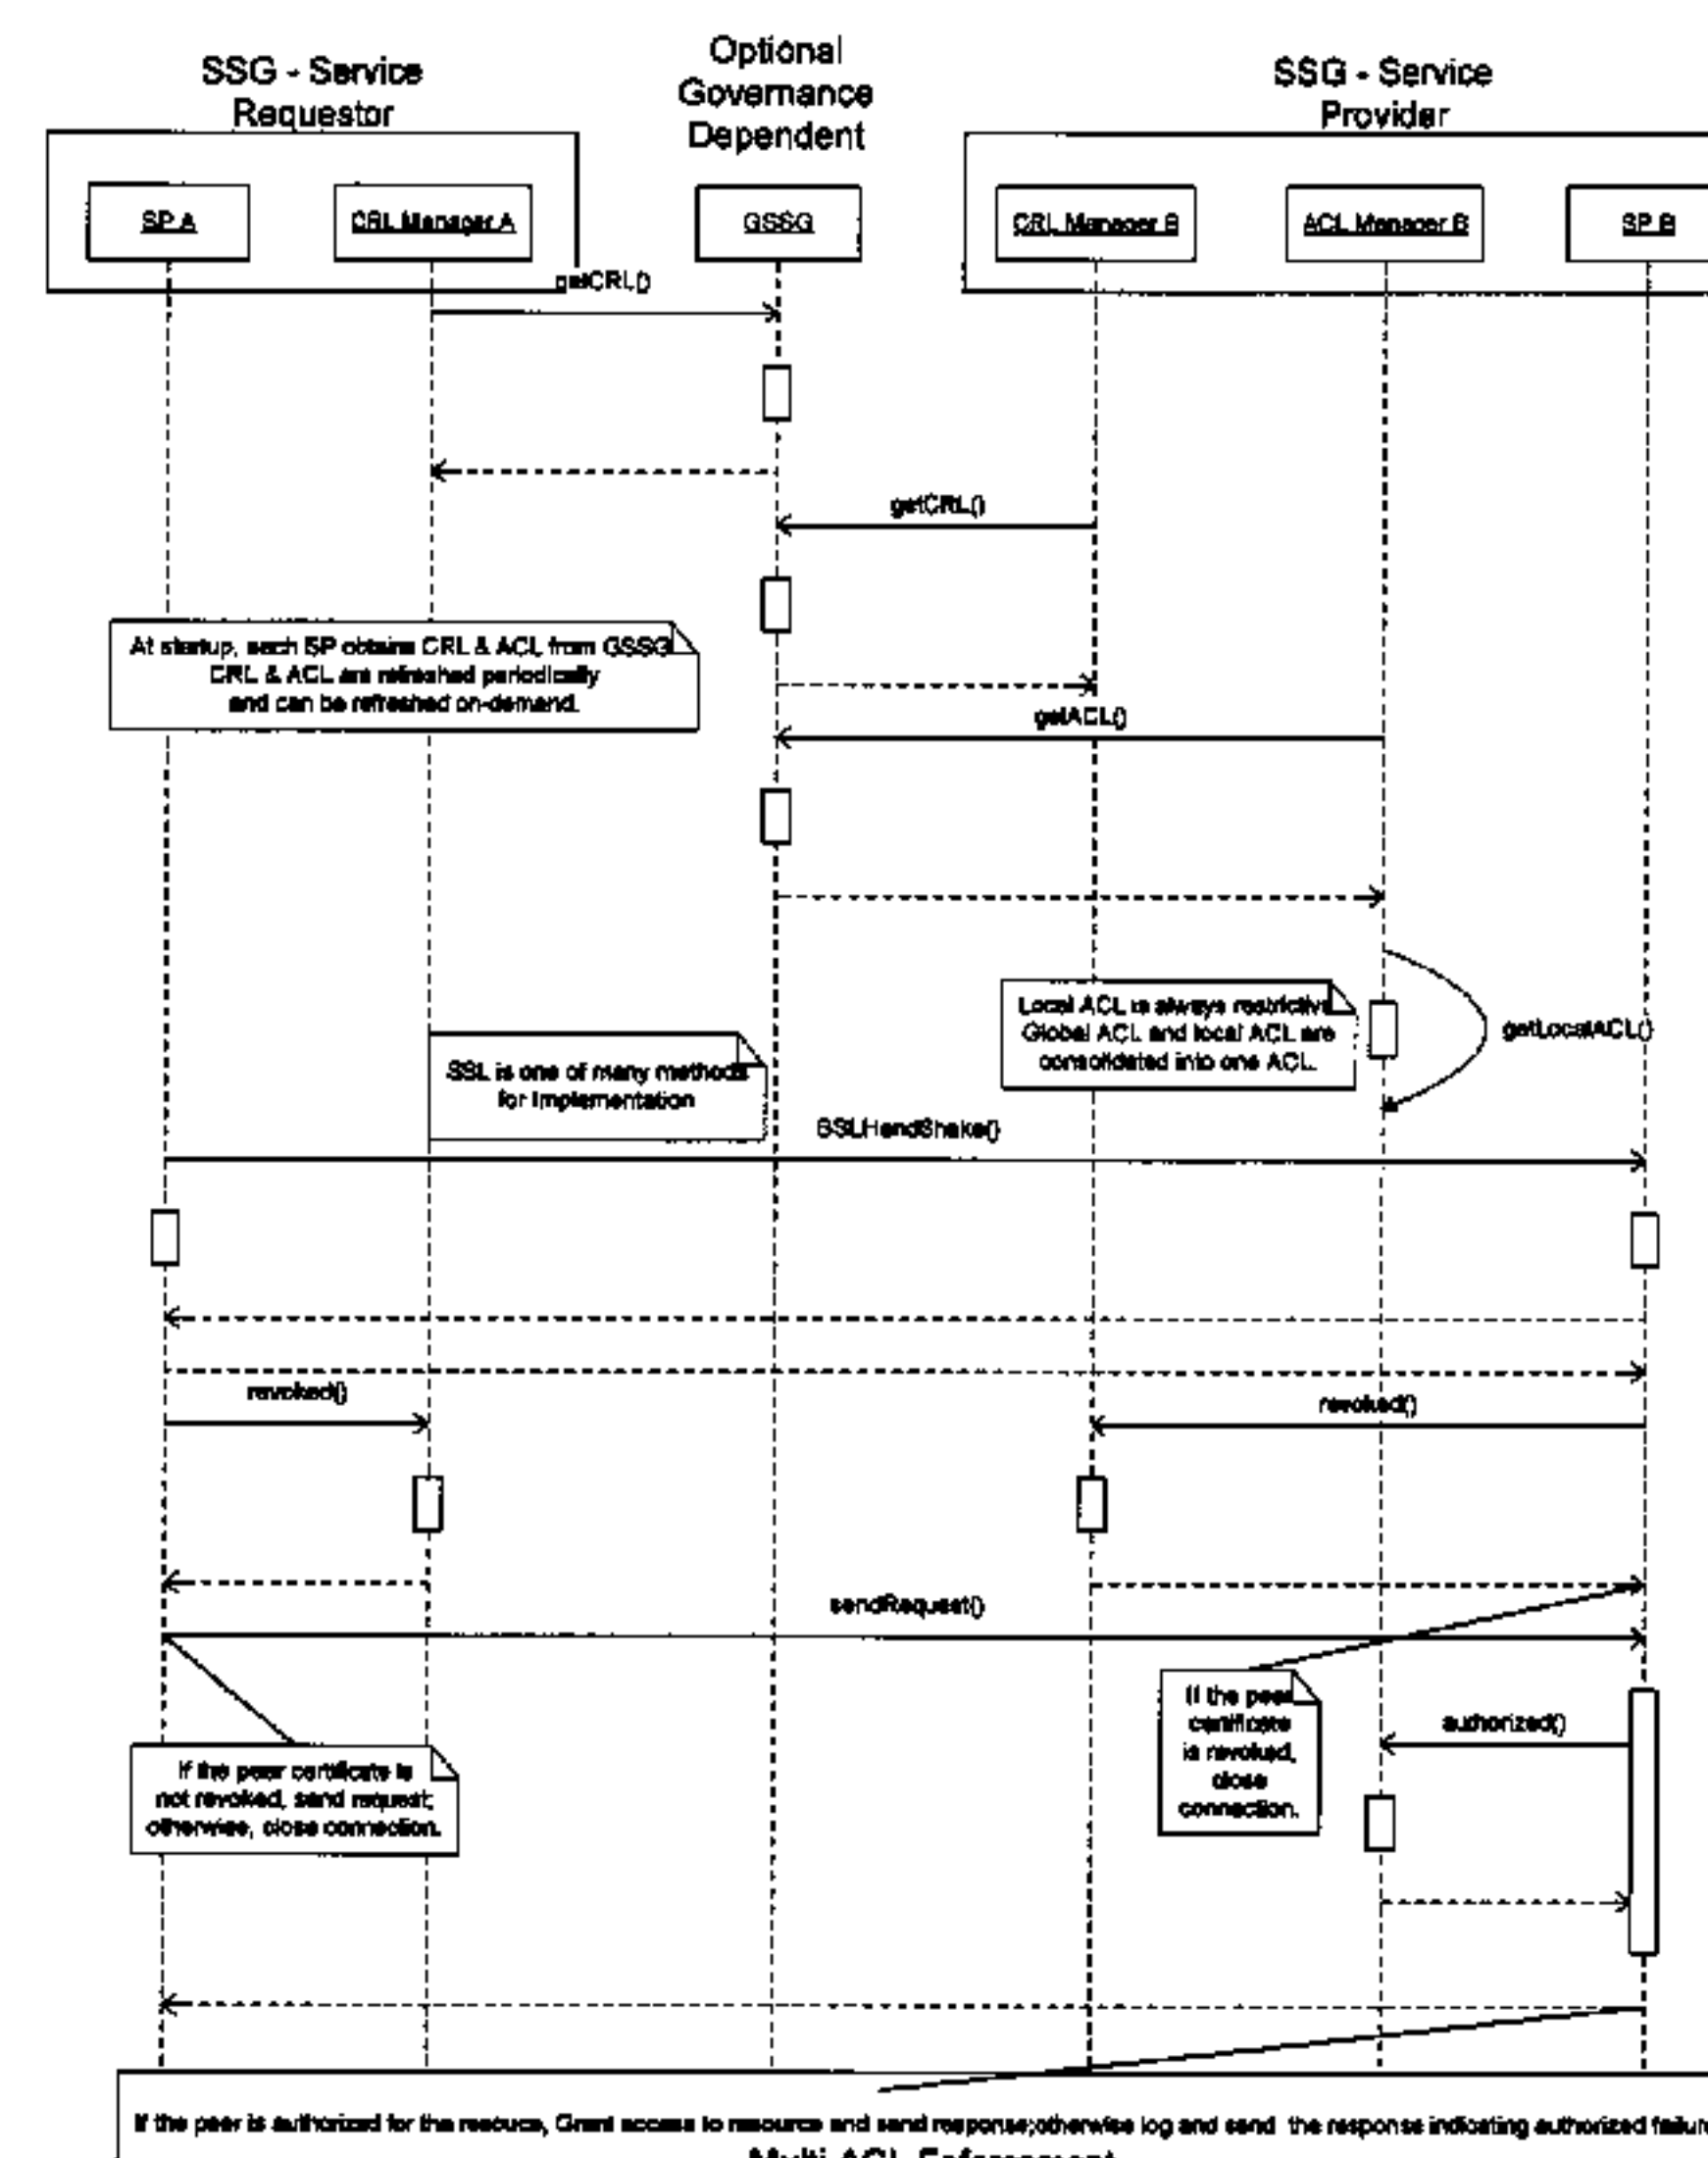 SSG - Service
Requestor
Optional
Governance
Dependent
SSG - Service
Provider
SP A
CRL Manager A
GSSG
CRL Manager B
ACL Manager B
SP B
getCRL()
getCRL()
At startup, each SP obtains CRL & ACL from GSSG
CRL & ACL are refreshed periodically
and can be refreshed on-demand.
getACL()
Local ACL is always restrictive
Global ACL and local ACL are
consolidated into one ACL.
getLocalACL()
SSL is one of many methods
for Implementation
SSLHandShake()
revoked()
revoked()
sendRequest()
If the peer
certificate
is revoked,
close
connection.
authorized()
If the peer certificate is
not revoked, send request;
otherwise, close connection.
If the peer is authorized for the resouce, Grant access to resource and send response;otherwise log and send the response indicating authorized failure
Multi-ACL Enforcement